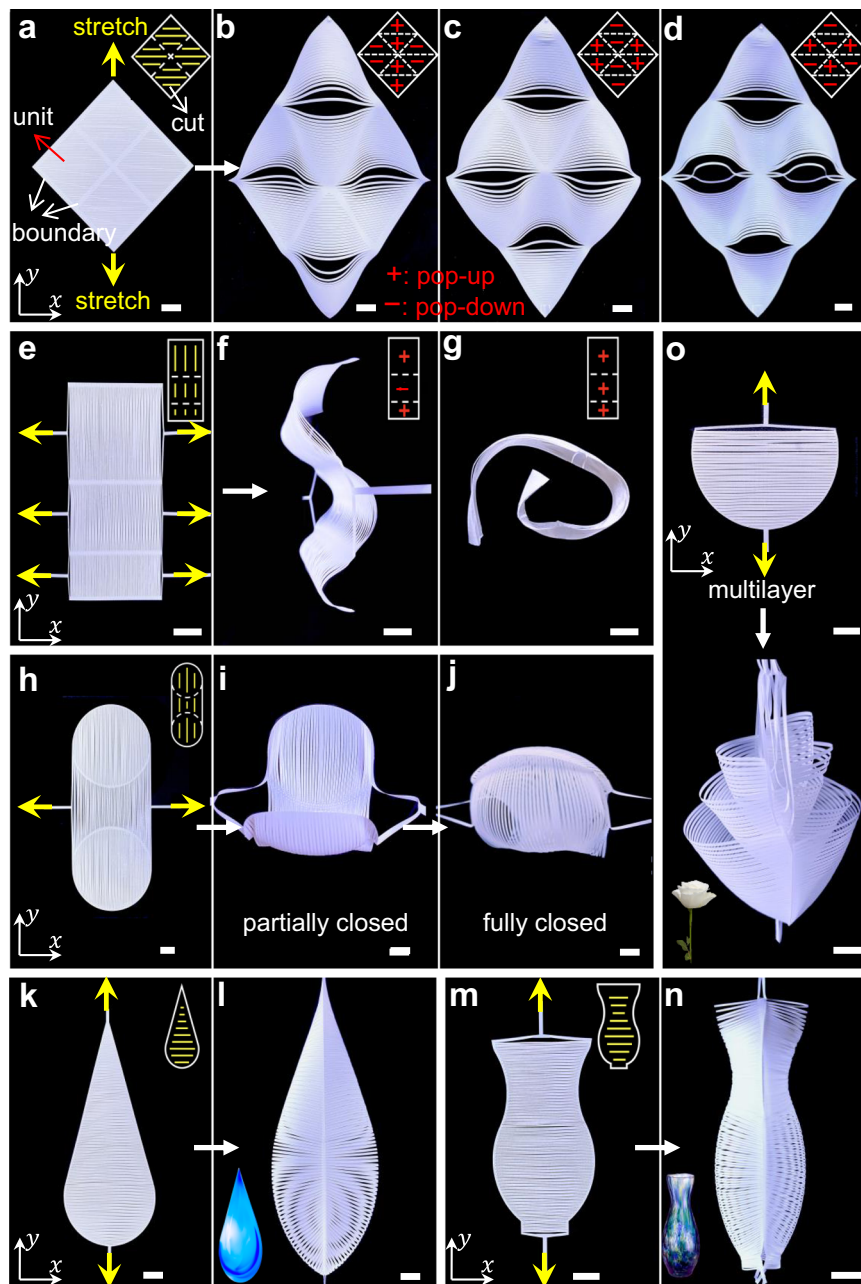 a
stretch
unit
cut
boundary
y
x
stretch
b
+ − + − − + − +
c
d
+: pop-up
−: pop-down
e
y
x
f
+
−
+
g
+
+
+
o
y
x
multilayer
h
y
x
i
partially closed
j
fully closed
k
y
x
l
m
y
x
n